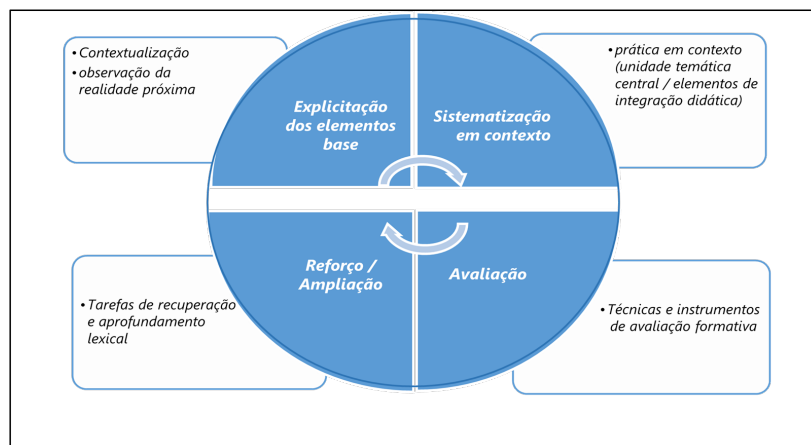 • Contextualização
• observação da
realidade próxima
Explicitação
dos elementos
base
Sistematização
em contexto
• prática em contexto
(unidade temática
central / elementos de
integração didática)
• Tarefas de recuperação
e aprofundamento
lexical
Reforço /
Ampliação
Avaliação
• Técnicas e instrumentos
de avaliação formativa